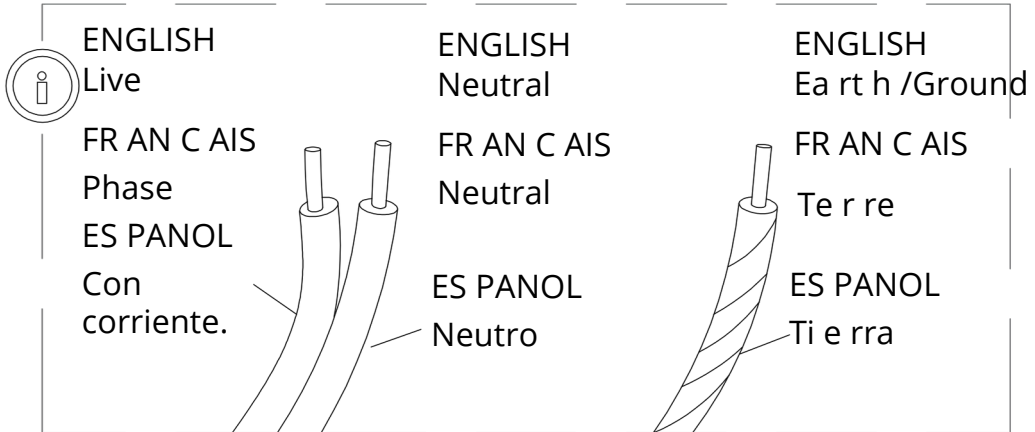 ENGLISH
Live
FR AN C AIS
Phase
ES PANOL
Con
corriente.
ENGLISH
Neutral
FR AN C AIS
Neutral
ES PANOL
Neutro
ENGLISH
Ea rt h /Ground
FR AN C AIS
Te r re
ES PANOL
Ti e rra